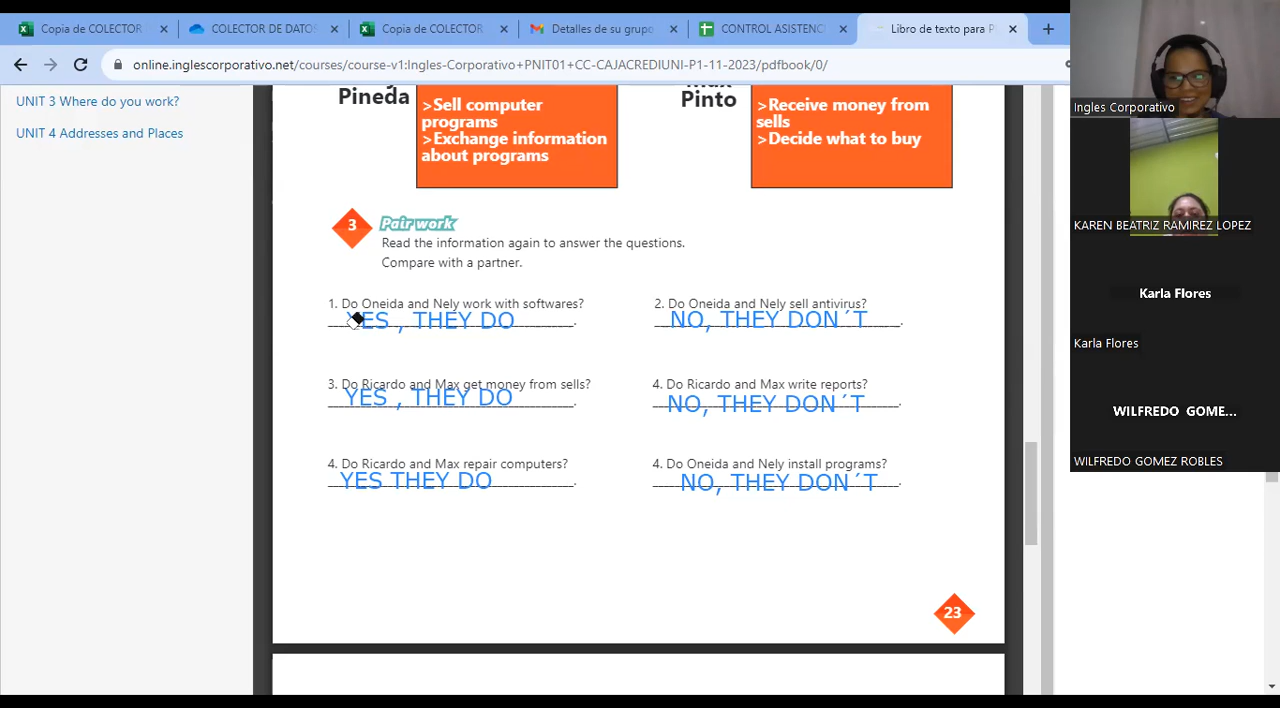 Copia de COLECTOR
COLECTOR DE DATOS
Copia de COLECTOR
Detalles de su grupo
CONTROL ASISTENC
Libro de texto para P
online.inglescorporativo.net/courses/course-v1:Ingles-Corporativo+PNIT01+CC-CAJACREDIUNI-P1-11-2023/pdfbook/0/
UNIT 3 Where do you work?
UNIT 4 Addresses and Places
Pineda
>Sell computer
programs
>Exchange information
about programs
Pinto
>Receive money from
sells
>Decide what to buy
3
Pair work
Read the information again to answer the questions.
Compare with a partner.
1. Do Oneida and Nely work with softwares?
YES , THEY DO
2. Do Oneida and Nely sell antivirus?
NO, THEY DON´T
3. Do Ricardo and Max get money from sells?
YES , THEY DO
4. Do Ricardo and Max write reports?
NO, THEY DON´T
4. Do Ricardo and Max repair computers?
YES THEY DO
4. Do Oneida and Nely install programs?
NO, THEY DON´T
23
Ingles Corporativo
KAREN BEATRIZ RAMIREZ LOPEZ
Karla Flores
Karla Flores
WILFREDO GOME...
WILFREDO GOMEZ ROBLES